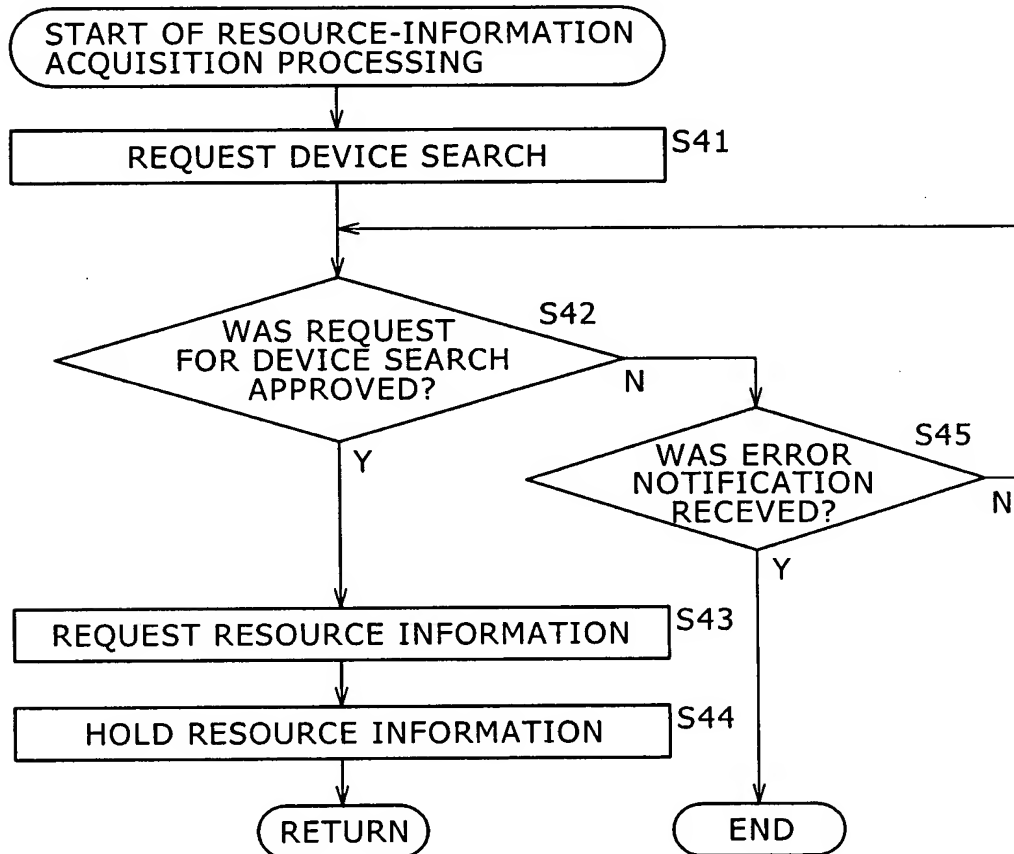 START OF RESOURCE-INFORMATION
ACQUISITION PROCESSING
REQUEST DEVICE SEARCH
S41
WAS REQUEST
FOR DEVICE SEARCH
APPROVED?
S42
N
Y
WAS ERROR
NOTIFICATION
RECEVED?
S45
N
Y
REQUEST RESOURCE INFORMATION
S43
HOLD RESOURCE INFORMATION
S44
RETURN
END